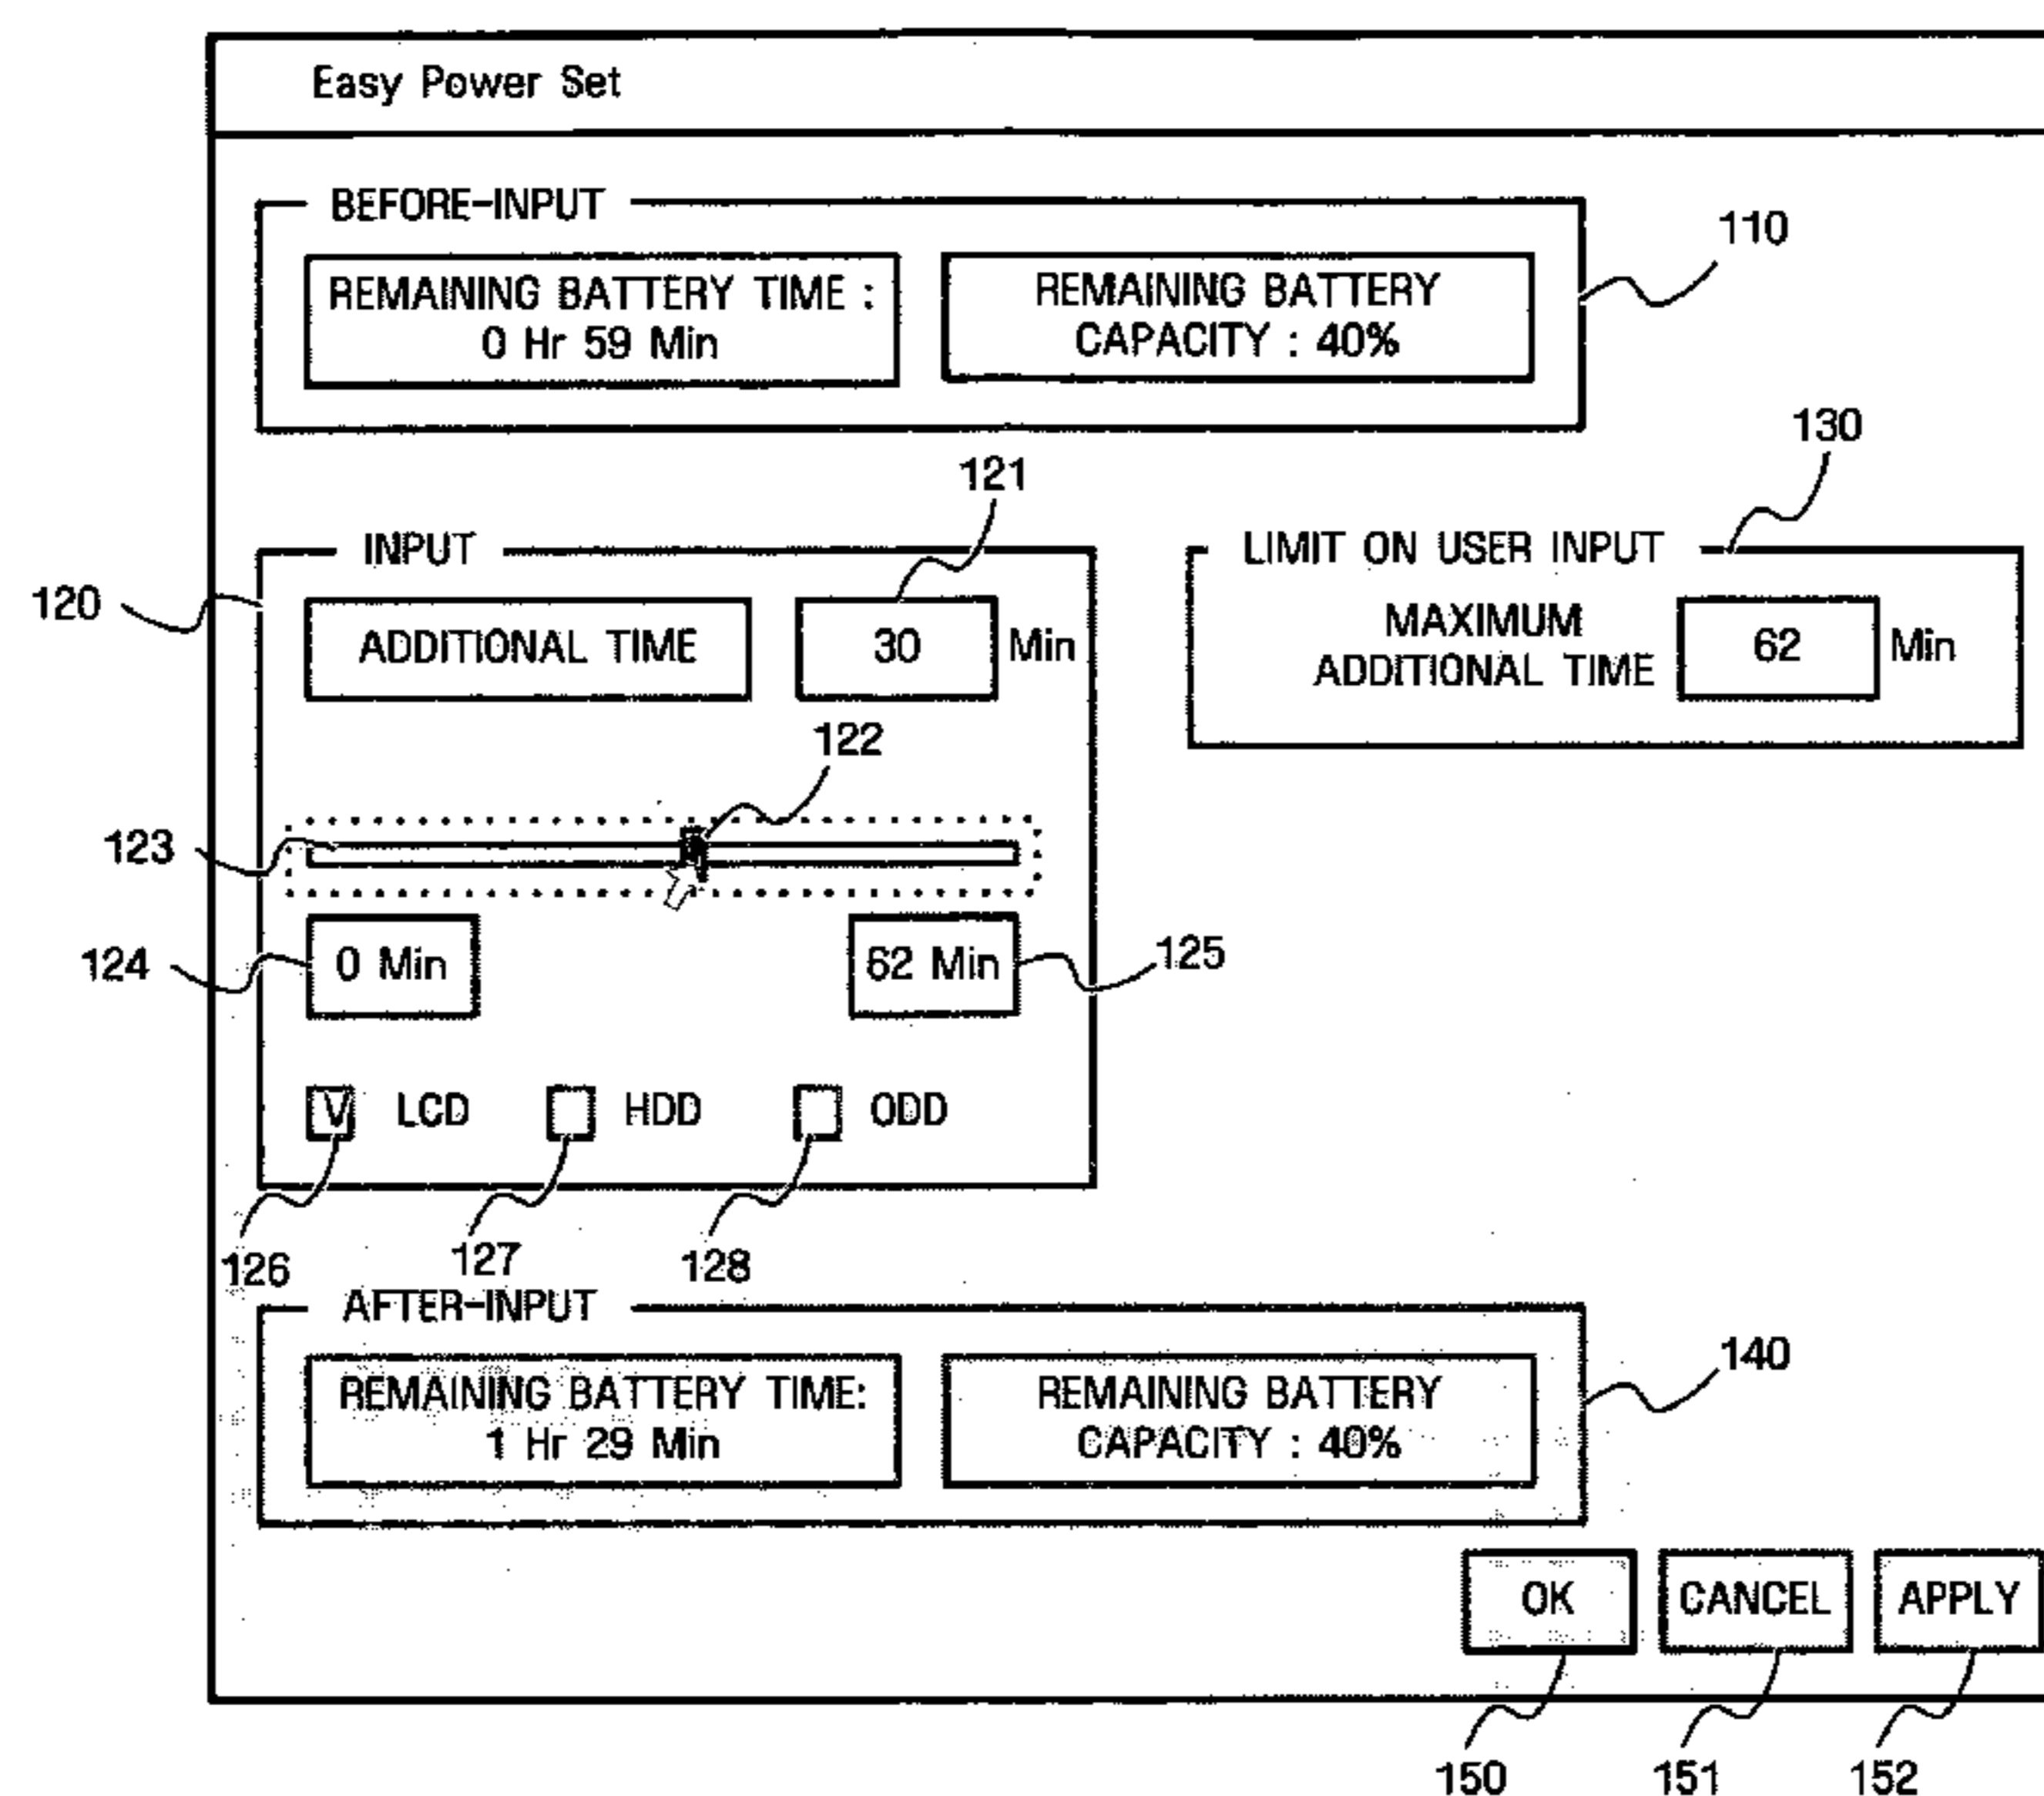 Easy Power Set
BEFORE-INPUT
110
REMAINING BATTERY TIME :
0 Hr 59 Min
REMAINING BATTERY
CAPACITY : 40%
130
121
INPUT
LIMIT ON USER INPUT
120
ADDITIONAL TIME
30 Min
MAXIMUM
ADDITIONAL TIME
62 Min
122
123
124
0 Min
62 Min
125
V LCD
HDD
ODD
126
127
128
AFTER-INPUT
140
REMAINING BATTERY TIME:
1 Hr 29 Min
REMAINING BATTERY
CAPACITY : 40%
OK
CANCEL
APPLY
150
151
152